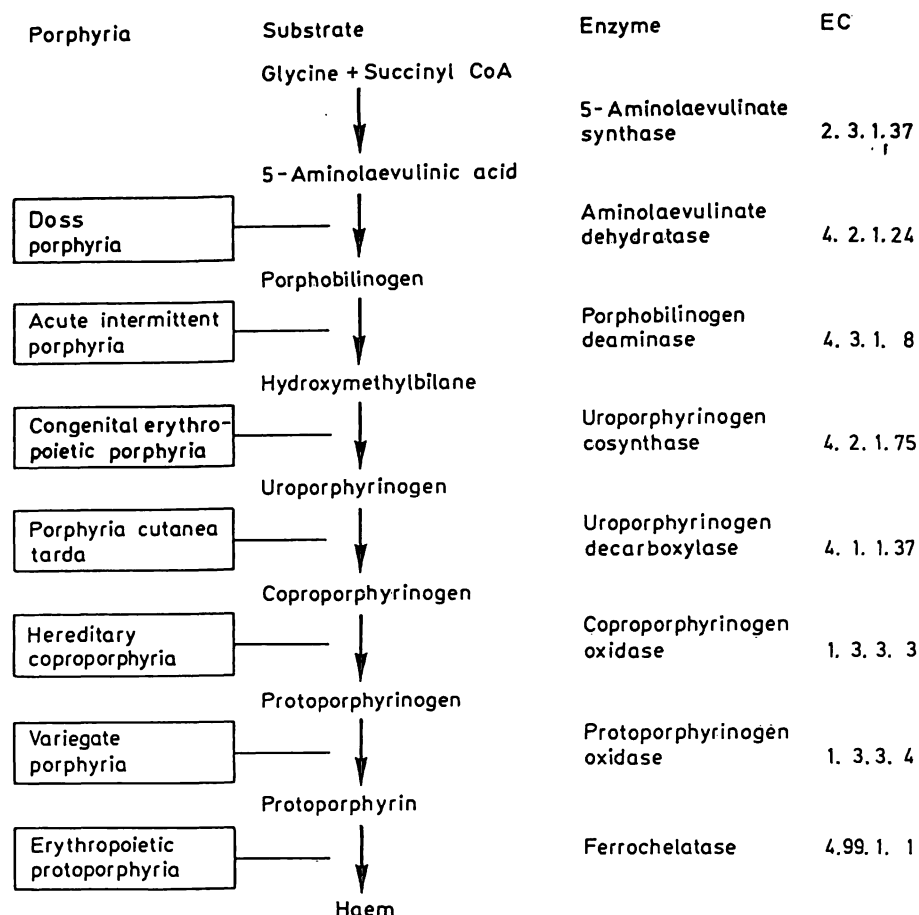 Porphyria Substrate Enzyme EC
Glycine + Succinyl CoA
5-Aminolaevulinate
synthase 2. 3. 1. 37
5-Aminolaevulinic acid
Doss
porphyria
Aminolaevulinate
dehydratase 4. 2. 1. 24
Porphobilinogen
Acute intermittent
porphyria
Porphobilinogen
deaminase 4. 3. 1. 8
Hydroxymethylbilane
Congenital erythro-
poietic porphyria
Uroporphyrinogen
cosynthase 4. 2. 1. 75
Uroporphyrinogen
Porphyria cutanea
tarda
Uroporphyrinogen
decarboxylase 4. 1. 1. 37
Coproporphyrinogen
Hereditary
coproporphyria
Coproporphyrinogen
oxidase 1. 3. 3. 3
Protoporphyrinogen
Variegate
porphyria
Protoporphyrinogen
oxidase 1. 3. 3. 4
Protoporphyrin
Erythropoietic
protoporphyria
Ferrochelatase 4.99. 1. 1
Haem